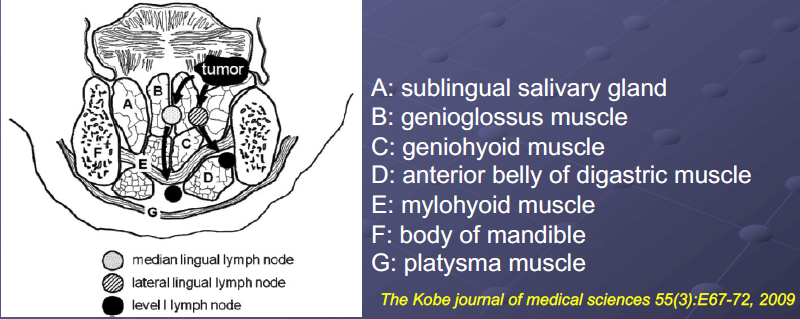 tumor
A
B
C
F
E
D
G
median lingual lymph node
lateral lingual lymph node
level I lymph node
A: sublingual salivary gland
B: genioglossus muscle
C: geniohyoid muscle
D: anterior belly of digastric muscle
E: mylohyoid muscle
F: body of mandible
G: platysma muscle
The Kobe journal of medical sciences 55(3):E67-72, 2009